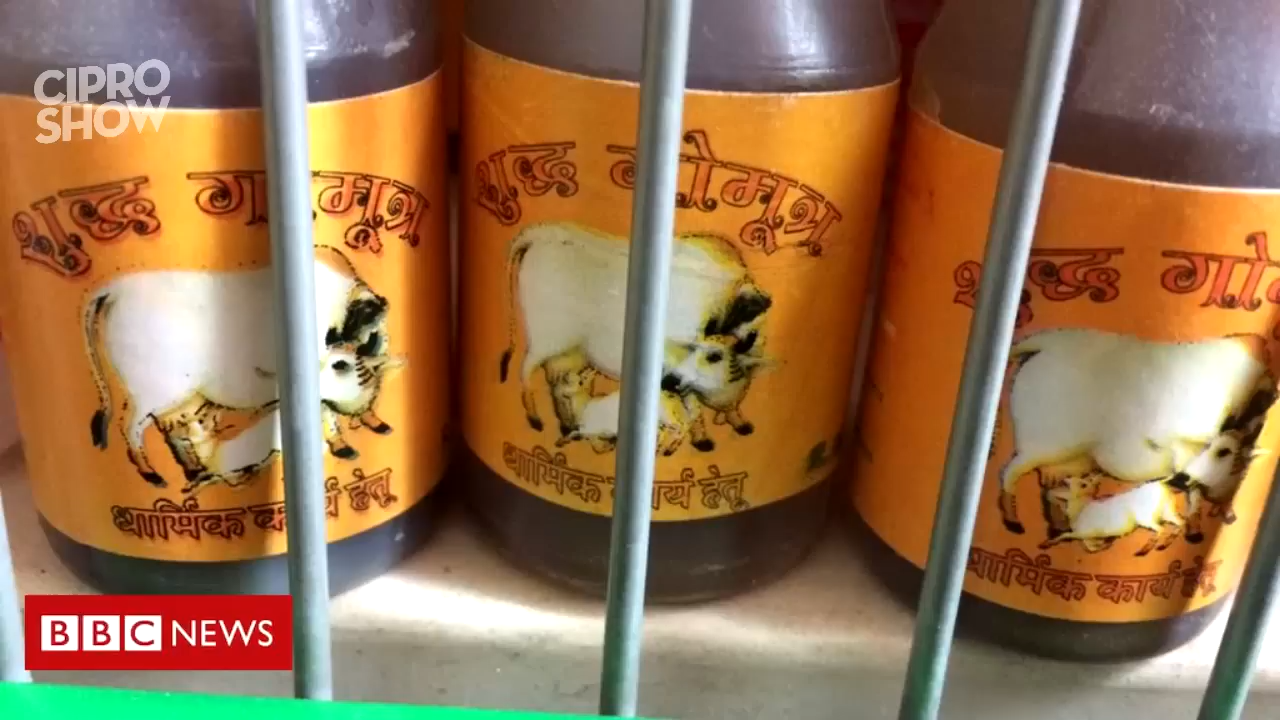 CIPRO
SHOW
शुद्ध गोमूत्र
धार्मिक कार्य हेतू
शुद्ध गोमूत्र
धार्मिक कार्य हेतू
शुद्ध
धार्मिक कार्य हेतू
BBC NEWS